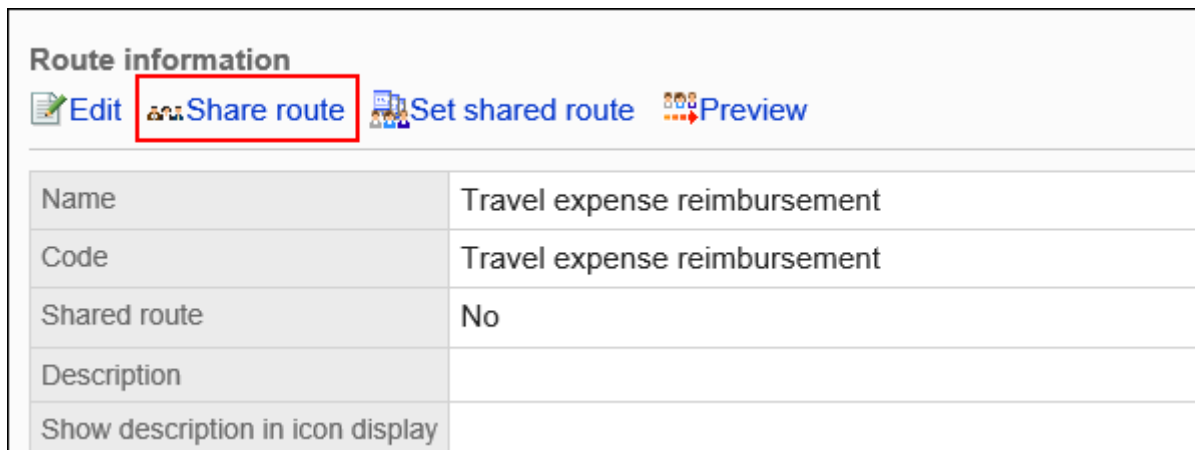 Route information
Edit Share route Set shared route Preview
Name Travel expense reimbursement
Code Travel expense reimbursement
Shared route No
Description
Show description in icon display